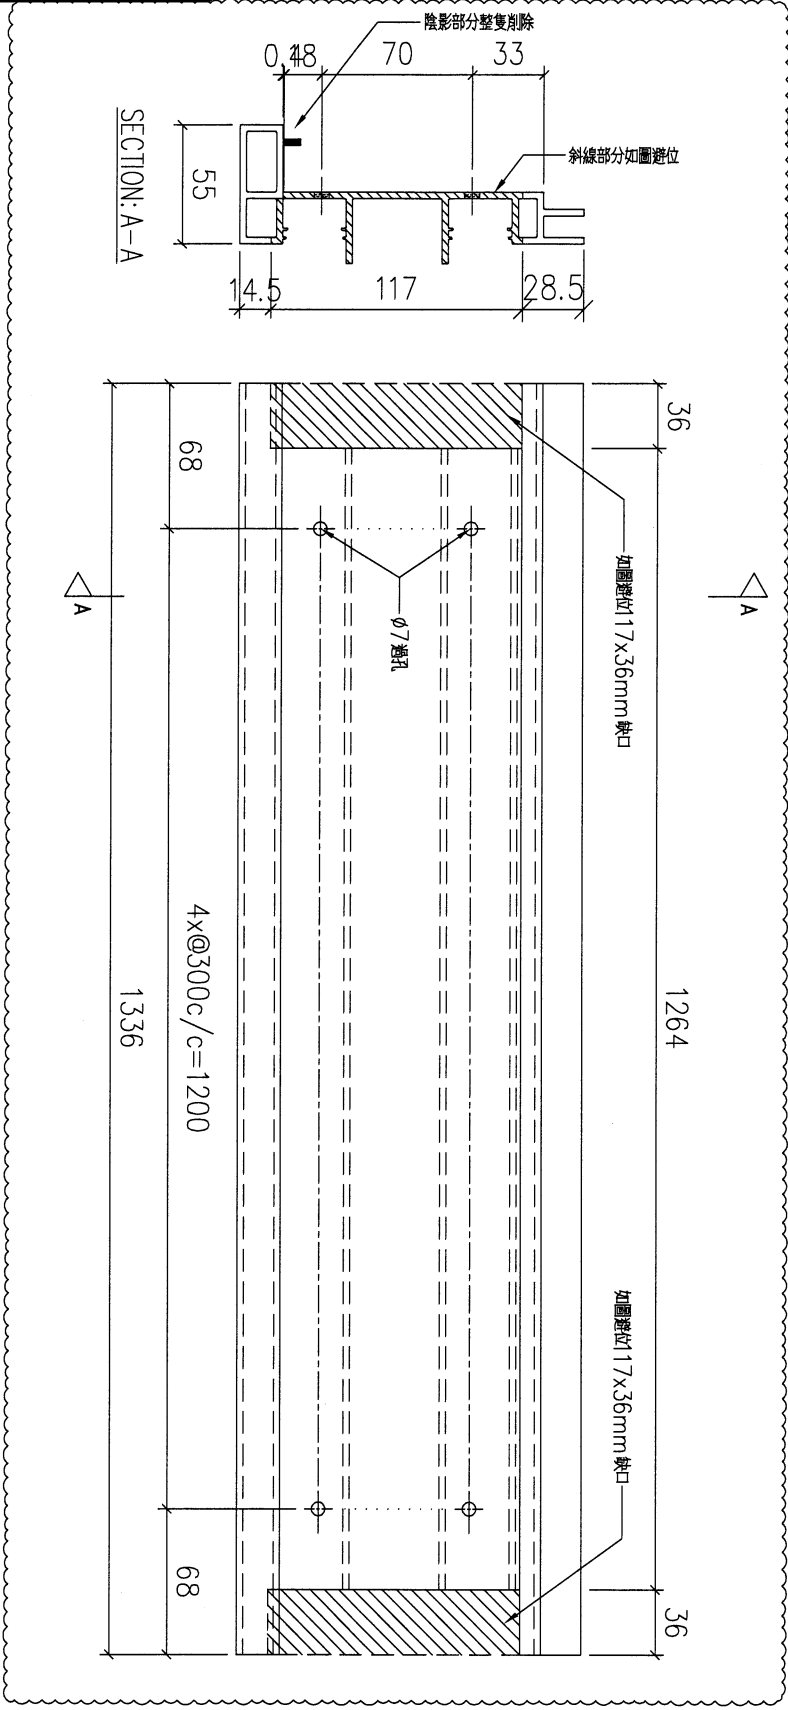 陰影部分整隻削除
18
70
33
斜線部分如圖避位
SECTION: A-A
55
14.5
117
28.5
36
68
如圖避位117x36mm缺口
A
A
Ø7過孔
4x@300c/c=1200
1336
1264
如圖避位117x36mm缺口
68
36